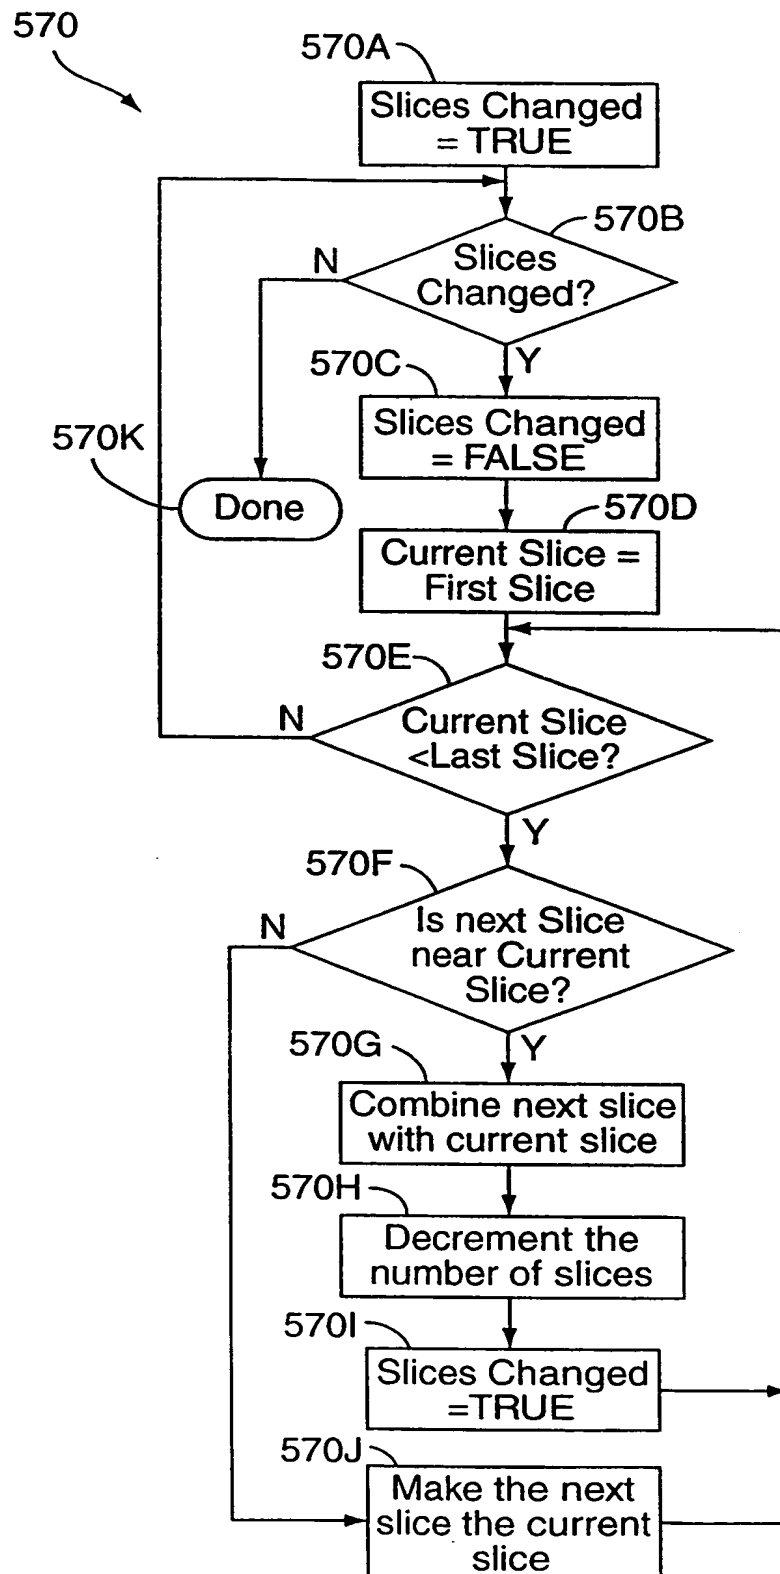 570
570A
Slices Changed
= TRUE
570B
N
Slices
Changed?
Y
570C
Slices Changed
= FALSE
570K
Done
570D
Current Slice =
First Slice
570E
N
Current Slice
<Last Slice?
Y
570F
N
Is next Slice
near Current
Slice?
Y
570G
Combine next slice
with current slice
570H
Decrement the
number of slices
570I
Slices Changed
=TRUE
570J
Make the next
slice the current
slice